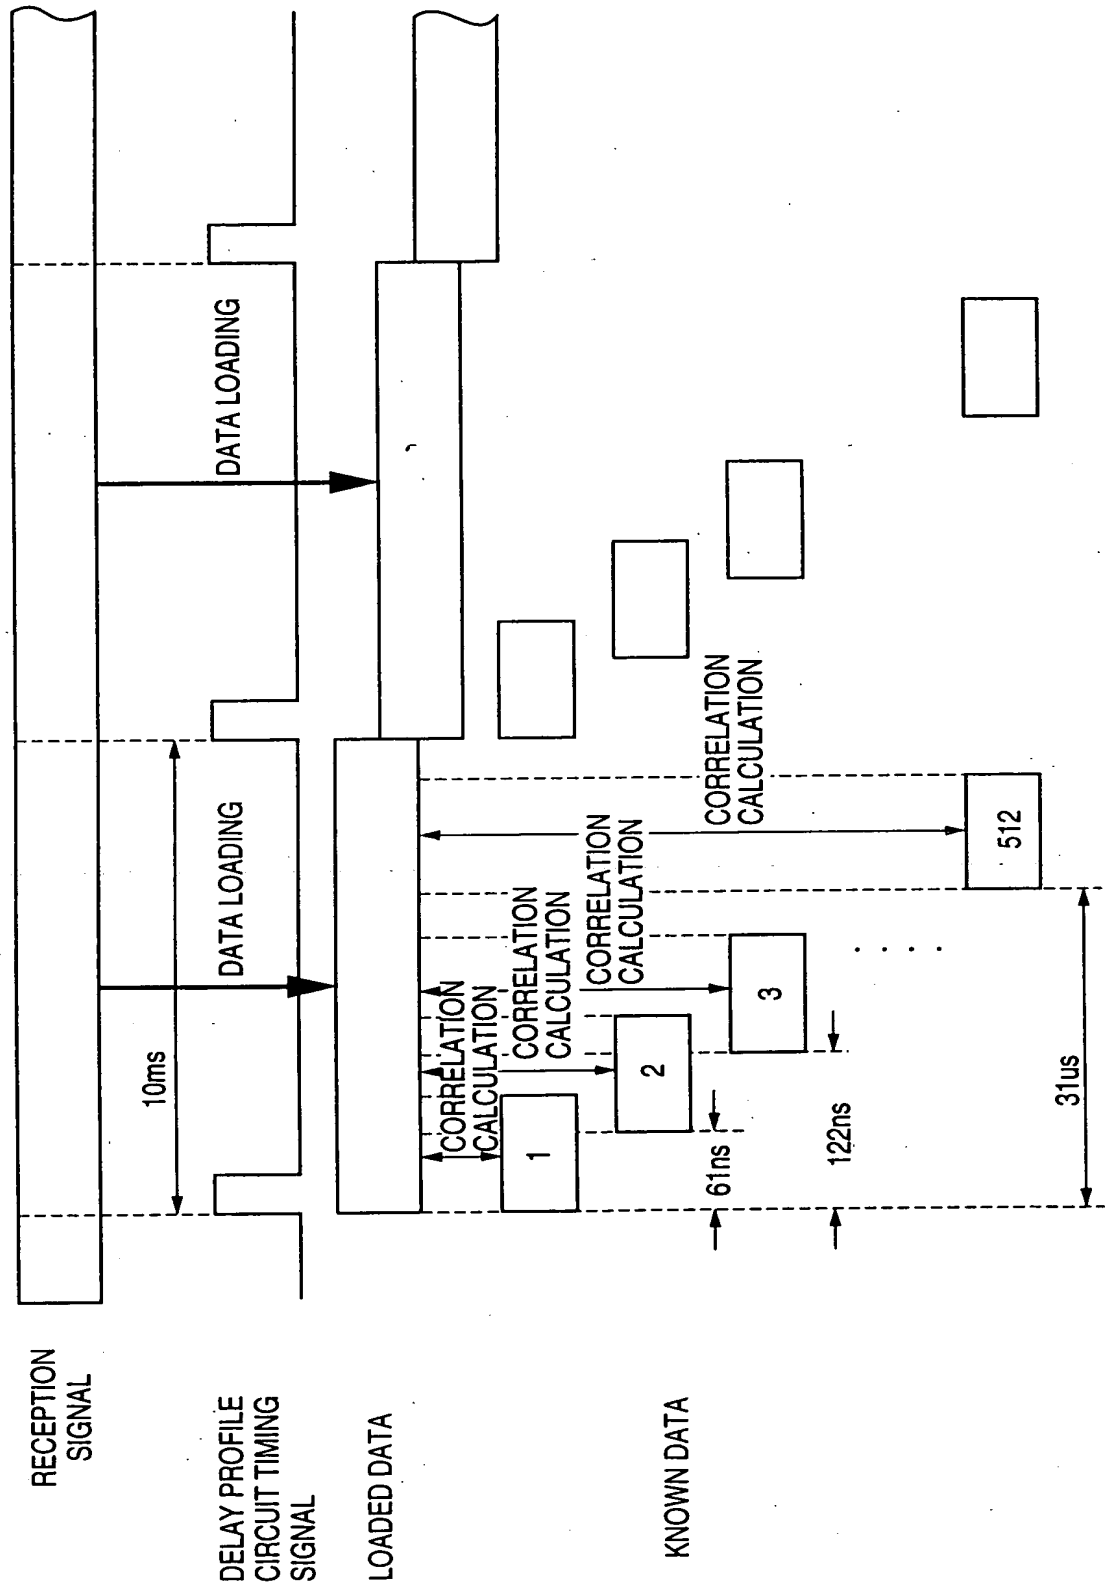 RECEPTION
SIGNAL
10ms
DELAY PROFILE
CIRCUIT TIMING
SIGNAL
DATA LOADING
DATA LOADING
LOADED DATA
CORRELATION
CALCULATION
CORRELATION
CALCULATION
CORRELATION
CALCULATION
CORRELATION
CALCULATION
KNOWN DATA
1
2
3
. . . .
512
61ns
122ns
31us